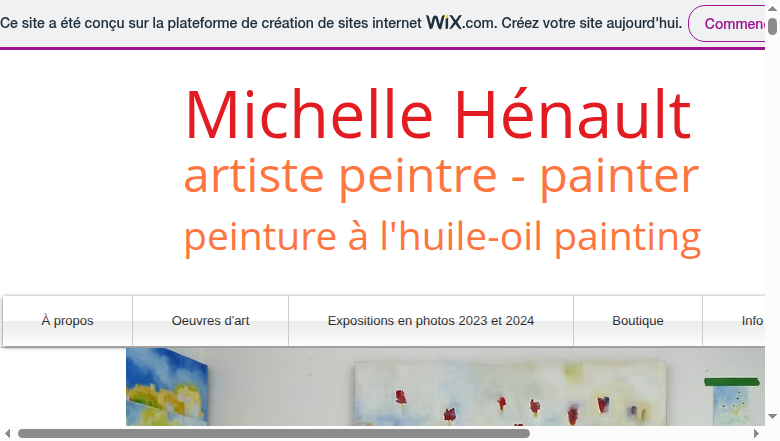 Ce site a été conçu sur la plateforme de création de sites internet WiX.com. Créez votre site aujourd'hui. Commenc
Michelle Hénault
artiste peintre - painter
peinture à l'huile-oil painting
À propos Oeuvres d'art Expositions en photos 2023 et 2024 Boutique Info